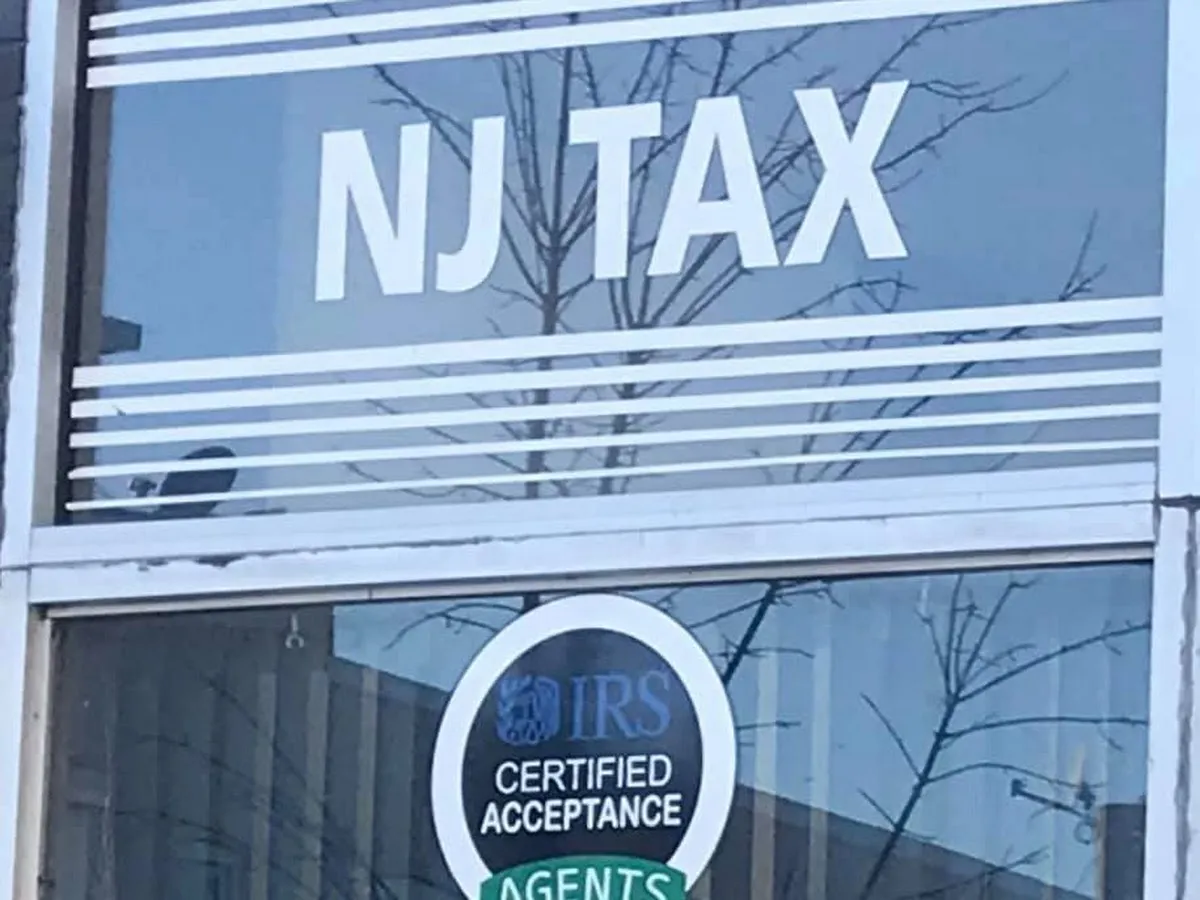 NJ TAX
IRS
CERTIFIED
ACCEPTANCE
AGENTS